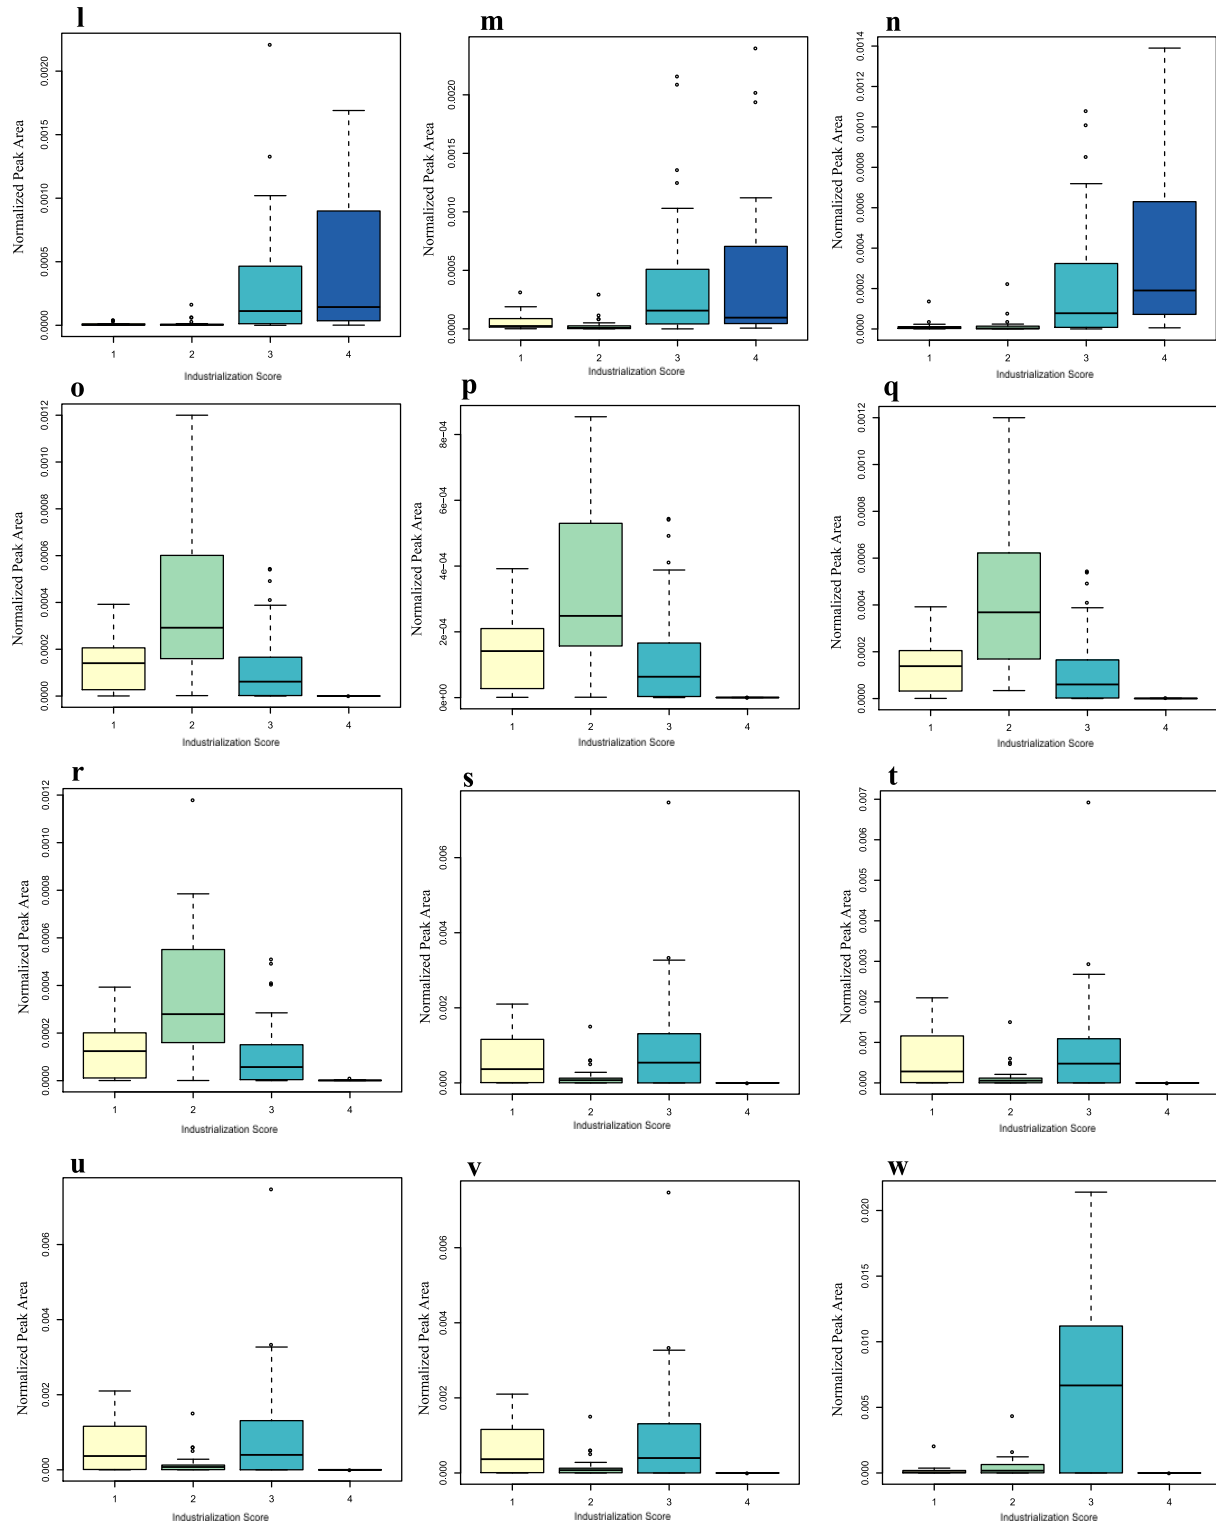 l
m
n
Normalized Peak Area
0.0000
0.0005
0.0010
0.0015
0.0020
1
2
3
4
Industrialization Score
Normalized Peak Area
0.0000
0.0005
0.0010
0.0015
0.0020
1
2
3
4
Industrialization Score
Normalized Peak Area
0.0000
0.0002
0.0004
0.0006
0.0008
0.0010
0.0012
0.0014
1
2
3
4
Industrialization Score
o
p
q
Normalized Peak Area
0.0000
0.0002
0.0004
0.0006
0.0008
0.0010
0.0012
1
2
3
4
Industrialization Score
Normalized Peak Area
0e+00
2e−04
4e−04
6e−04
8e−04
1
2
3
4
Industrialization Score
Normalized Peak Area
0.0000
0.0002
0.0004
0.0006
0.0008
0.0010
0.0012
1
2
3
4
Industrialization Score
r
s
t
Normalized Peak Area
0.0000
0.0002
0.0004
0.0006
0.0008
0.0010
0.0012
1
2
3
4
Industrialization Score
Normalized Peak Area
0.000
0.002
0.004
0.006
1
2
3
4
Industrialization Score
Normalized Peak Area
0.000
0.001
0.002
0.003
0.004
0.005
0.006
0.007
1
2
3
4
Industrialization Score
u
v
w
Normalized Peak Area
0.000
0.002
0.004
0.006
1
2
3
4
Industrialization Score
Normalized Peak Area
0.000
0.002
0.004
0.006
1
2
3
4
Industrialization Score
Normalized Peak Area
0.000
0.005
0.010
0.015
0.020
1
2
3
4
Industrialization Score